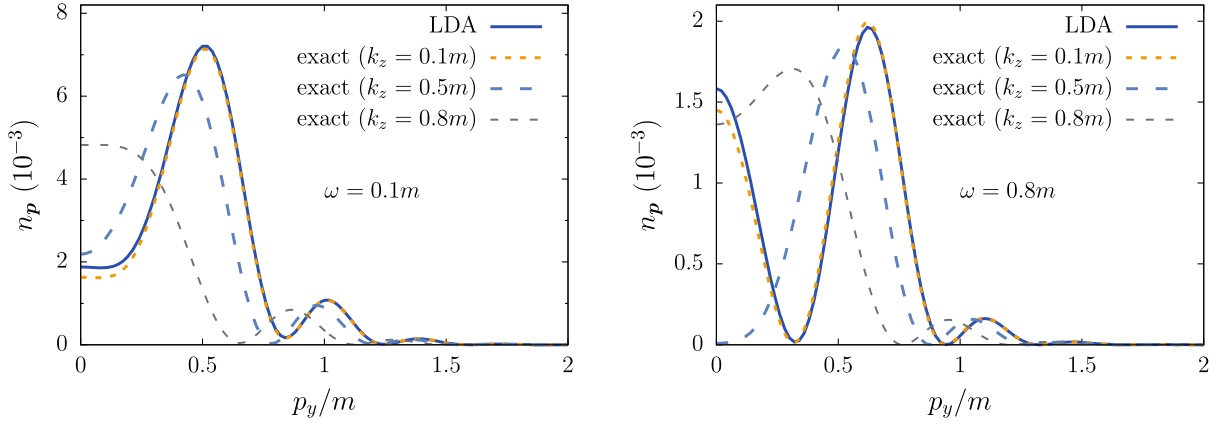 8
6
4
2
0
0
0.5
1
1.5
2
n_p (10^{-3})
p_y/m
LDA
exact (k_z = 0.1m)
exact (k_z = 0.5m)
exact (k_z = 0.8m)
ω = 0.1m
2
1.5
1
0.5
0
0
0.5
1
1.5
2
n_p (10^{-3})
p_y/m
LDA
exact (k_z = 0.1m)
exact (k_z = 0.5m)
exact (k_z = 0.8m)
ω = 0.8m